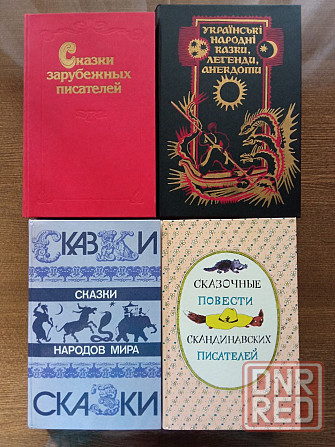 Сказки
зарубежных
писателей
УКРАЇНСЬКІ
НАРОДНІ
КАЗКИ,
ЛЕГЕНДИ,
АНЕКДОТИ
СКАЗКИ
СКАЗКИ
НАРОДОВ МИРА
СКАЗКИ
СКАЗОЧНЫЕ
ПОВЕСТИ
СКАНДИНАВСКИХ
ПИСАТЕЛЕЙ
DNR
RED